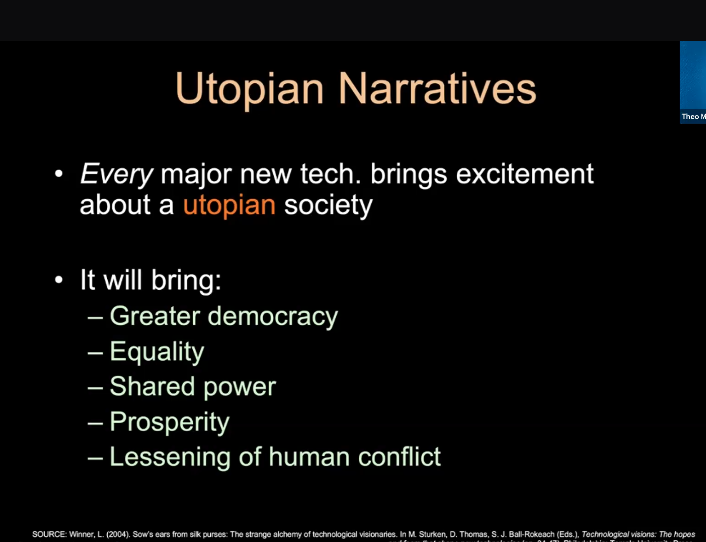 Utopian Narratives
Theo M
• Every major new tech. brings excitement
about a utopian society
• It will bring:
– Greater democracy
– Equality
– Shared power
– Prosperity
– Lessening of human conflict
SOURCE: Winner, L. (2004). Sow's ears from silk purses: The strange alchemy of technological visionaries. In M. Sturken, D. Thomas, S. J. Ball-Rokeach (Eds.), Technological visions: The hopes